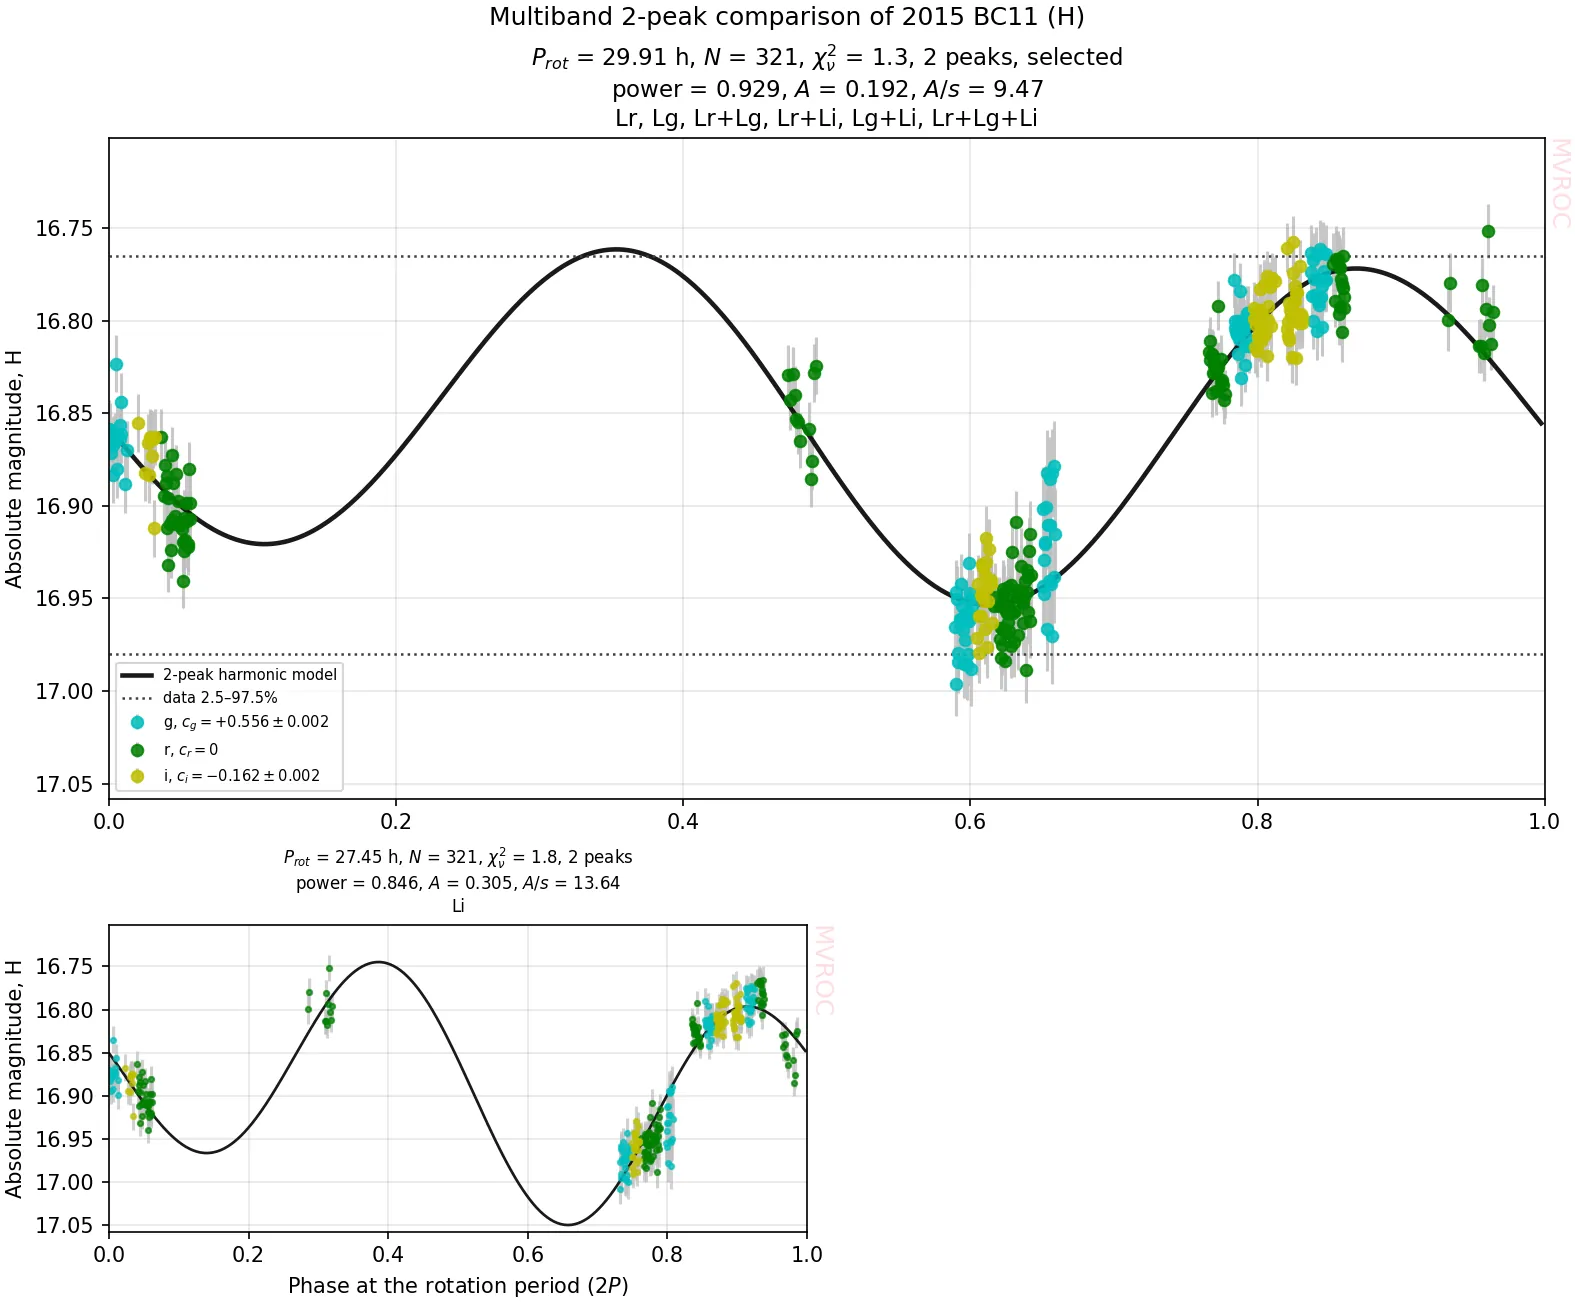 Multiband 2-peak comparison of 2015 BC11 (H)
P_rot = 29.91 h, N = 321, χ²_ν = 1.3, 2 peaks, selected
power = 0.929, A = 0.192, A/s = 9.47
Lr, Lg, Lr+Lg, Lr+Li, Lg+Li, Lr+Lg+Li
MVROC
Absolute magnitude, H
16.75
16.80
16.85
16.90
16.95
17.00
17.05
2-peak harmonic model
data 2.5–97.5%
g, c_g = +0.556 ± 0.002
r, c_r = 0
i, c_i = −0.162 ± 0.002
0.0 0.2 0.4 0.6 0.8 1.0
P_rot = 27.45 h, N = 321, χ²_ν = 1.8, 2 peaks
power = 0.846, A = 0.305, A/s = 13.64
Li
MVROC
Absolute magnitude, H
16.75
16.80
16.85
16.90
16.95
17.00
17.05
0.0 0.2 0.4 0.6 0.8 1.0
Phase at the rotation period (2P)